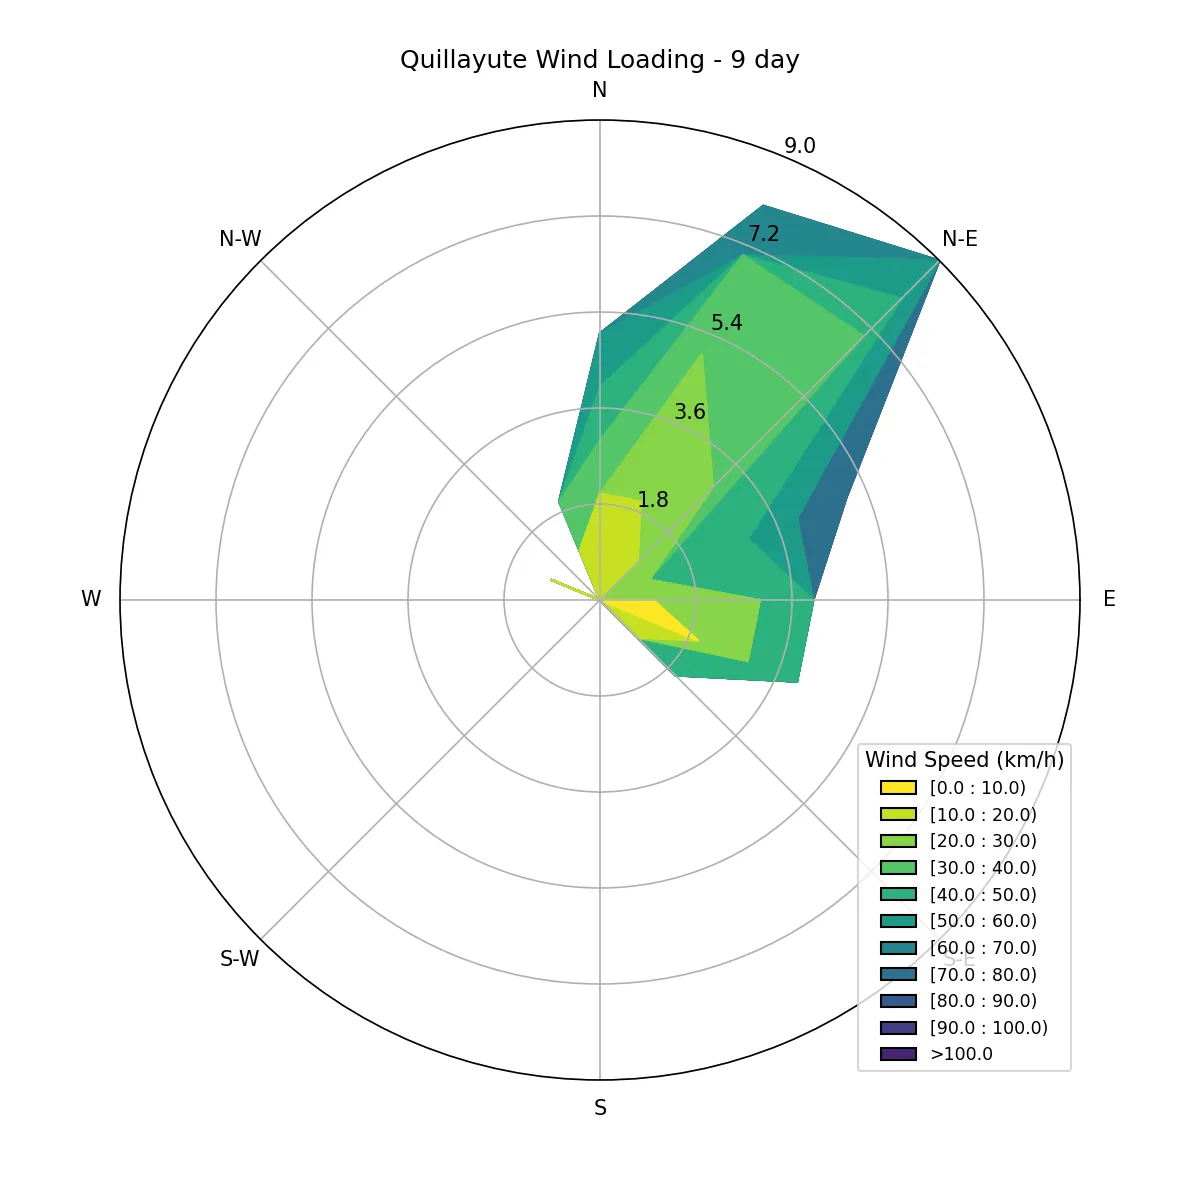 Quillayute Wind Loading - 9 day
N
9.0
7.2
N-W
N-E
5.4
3.6
1.8
W
E
Wind Speed (km/h)
[0.0 : 10.0)
[10.0 : 20.0)
[20.0 : 30.0)
[30.0 : 40.0)
[40.0 : 50.0)
[50.0 : 60.0)
[60.0 : 70.0)
S-W
S-E
[70.0 : 80.0)
[80.0 : 90.0)
[90.0 : 100.0)
>100.0
S